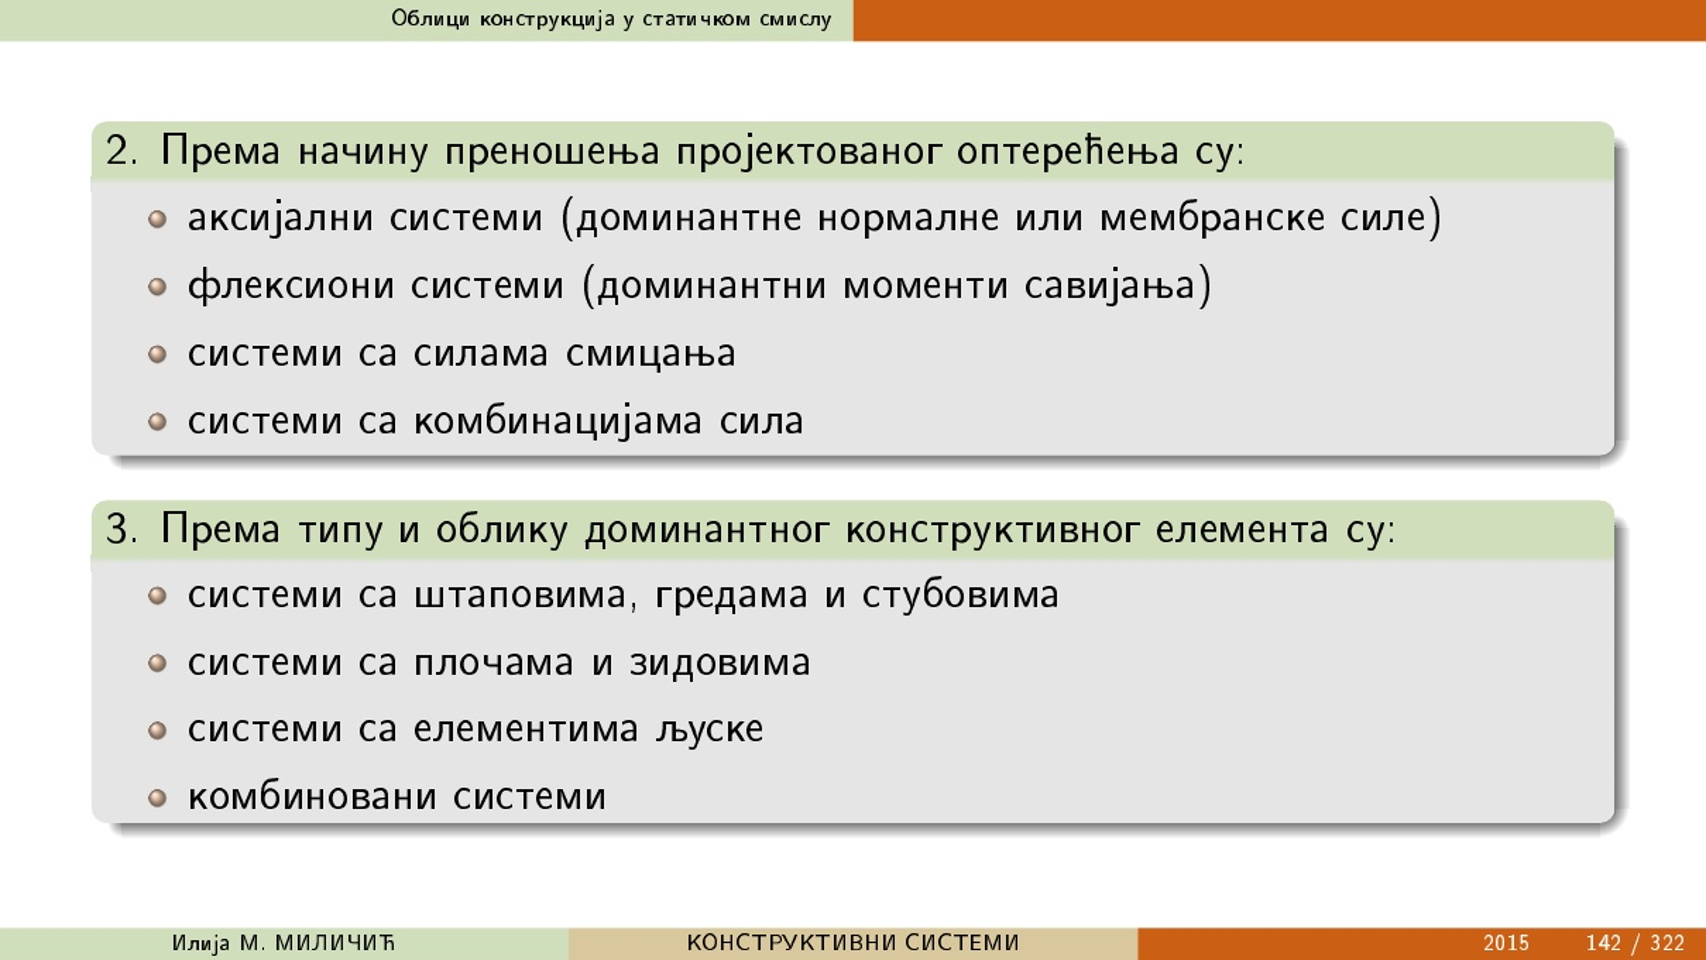 Облици конструкција у статичком смислу
2. Према начину преношења пројектованог оптерећења су:
аксијални системи (доминантне нормалне или мембранске силе)
флексиони системи (доминантни моменти савијања)
системи са силама смицања
системи са комбинацијама сила
3. Према типу и облику доминантног конструктивног елемента су:
системи са штаповима, гредама и стубовима
системи са плочама и зидовима
системи са елементима љуске
комбиновани системи
Илија М. МИЛИЧИЋ КОНСТРУКТИВНИ СИСТЕМИ 2015 142 / 322